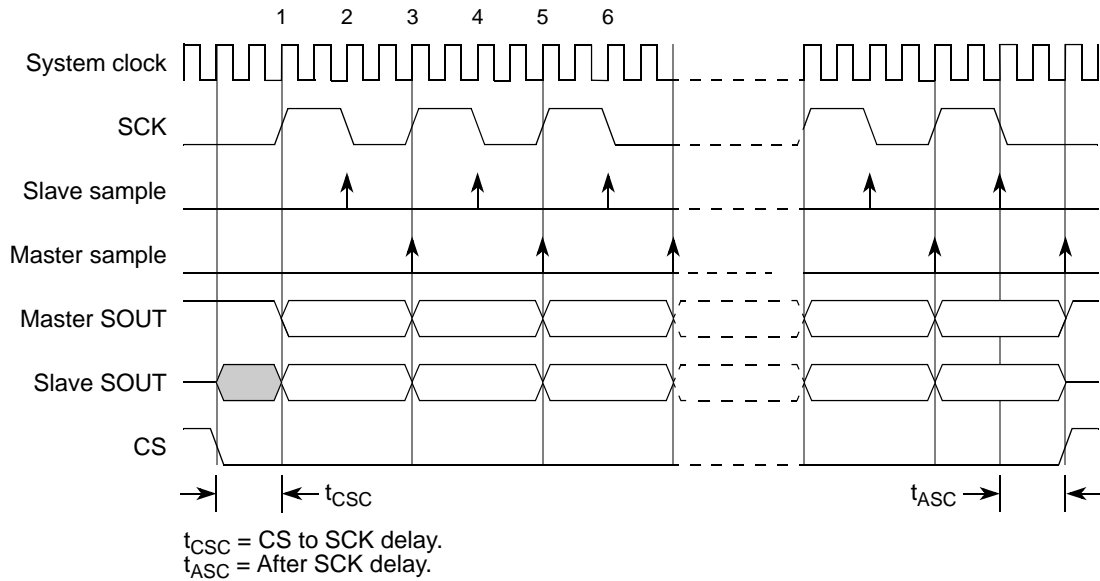 1 2 3 4 5 6
System clock
SCK
Slave sample
Master sample
Master SOUT
Slave SOUT
CS
tCSC tASC
tCSC = CS to SCK delay.
tASC = After SCK delay.